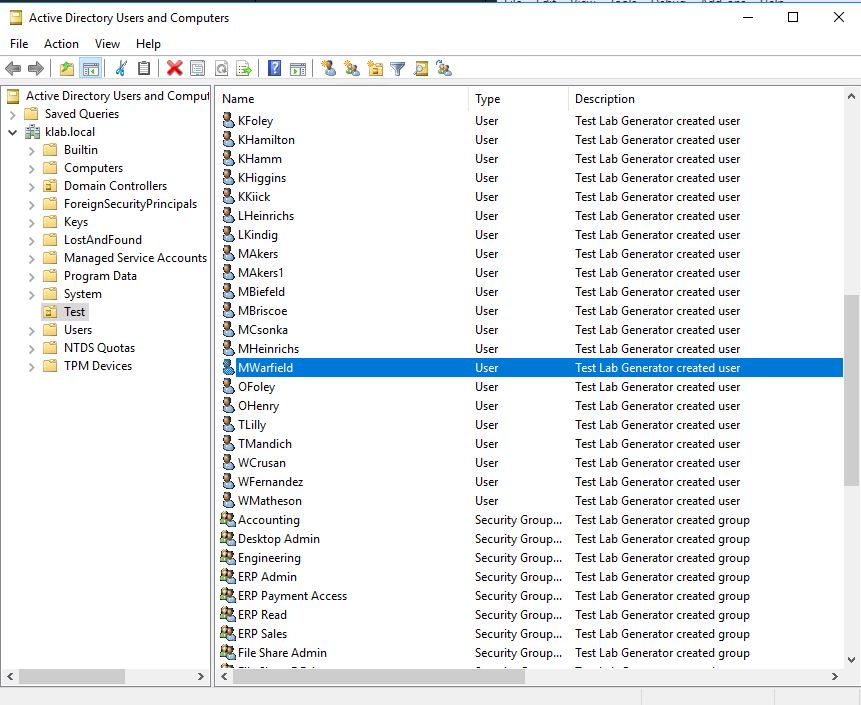 Active Directory Users and Computers
File Action View Help
Active Directory Users and Comput
Saved Queries
klab.local
Builtin
Computers
Domain Controllers
ForeignSecurityPrincipals
Keys
LostAndFound
Managed Service Accounts
Program Data
System
Test
Users
NTDS Quotas
TPM Devices
Name Type Description
KFoley User Test Lab Generator created user
KHamilton User Test Lab Generator created user
KHamm User Test Lab Generator created user
KHiggins User Test Lab Generator created user
KKiick User Test Lab Generator created user
LHeinrichs User Test Lab Generator created user
LKindig User Test Lab Generator created user
MAkers User Test Lab Generator created user
MAkers1 User Test Lab Generator created user
MBiefeld User Test Lab Generator created user
MBriscoe User Test Lab Generator created user
MCsonka User Test Lab Generator created user
MHeinrichs User Test Lab Generator created user
MWarfield User Test Lab Generator created user
OFoley User Test Lab Generator created user
OHenry User Test Lab Generator created user
TLilly User Test Lab Generator created user
TMandich User Test Lab Generator created user
WCrusan User Test Lab Generator created user
WFernandez User Test Lab Generator created user
WMatheson User Test Lab Generator created user
Accounting Security Group... Test Lab Generator created group
Desktop Admin Security Group... Test Lab Generator created group
Engineering Security Group... Test Lab Generator created group
ERP Admin Security Group... Test Lab Generator created group
ERP Payment Access Security Group... Test Lab Generator created group
ERP Read Security Group... Test Lab Generator created group
ERP Sales Security Group... Test Lab Generator created group
File Share Admin Security Group... Test Lab Generator created group